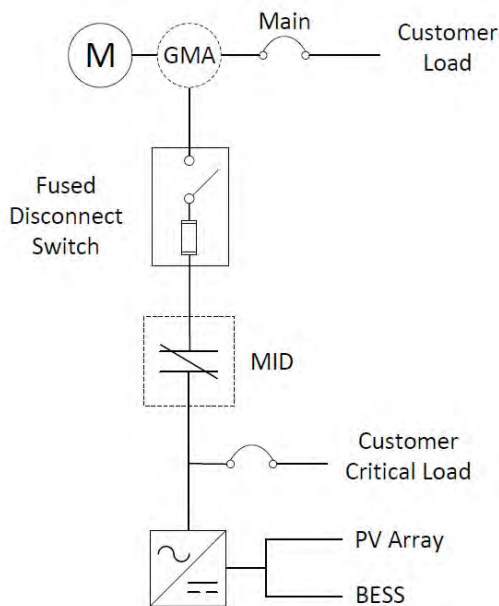 Main
M
GMA
Customer
Load
Fused
Disconnect
Switch
MID
Customer
Critical Load
PV Array
BESS